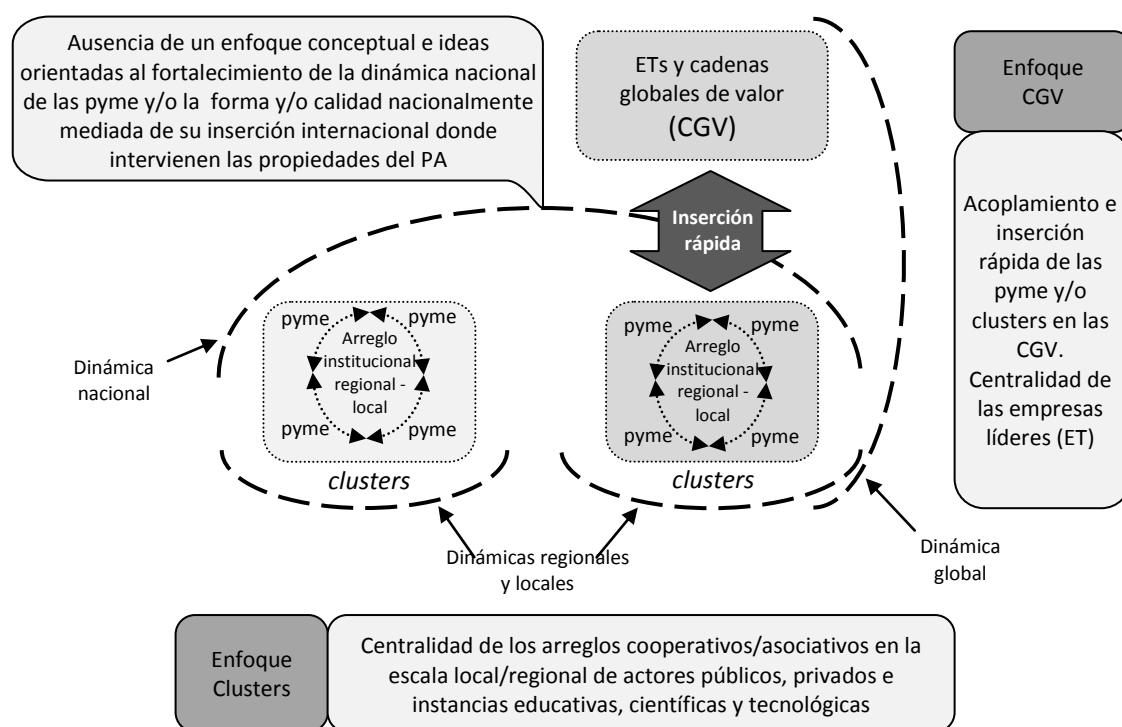 Ausencia de un enfoque conceptual e ideas
orientadas al fortalecimiento de la dinámica nacional
de las pyme y/o la forma y/o calidad nacionalmente
mediada de su inserción internacional donde
intervienen las propiedades del PA
ETs y cadenas
globales de valor
(CGV)
Enfoque
CGV
Acoplamiento e
inserción
rápida de las
pyme y/o
clusters en las
CGV.
Centralidad de
las empresas
líderes (ET)
Inserción
rápida
pyme
pyme
Arreglo
institucional
regional -
local
pyme
pyme
clusters
pyme
pyme
Arreglo
institucional
regional -
local
pyme
pyme
clusters
Dinámica
nacional
Dinámicas regionales
y locales
Dinámica
global
Enfoque
Clusters
Centralidad de los arreglos cooperativos/asociativos en la
escala local/regional de actores públicos, privados e
instancias educativas, científicas y tecnológicas